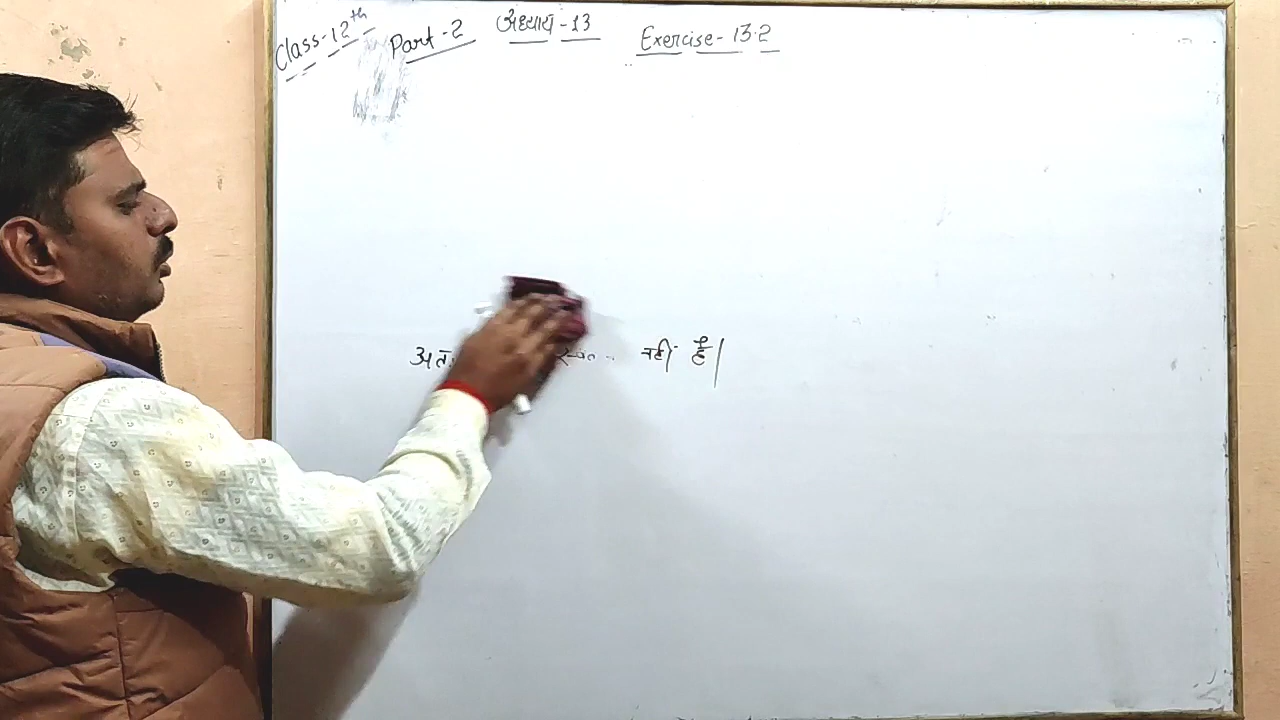 Class-12th Part-2 अध्याय-13 Exercise-13.2
अतः नहीं है|